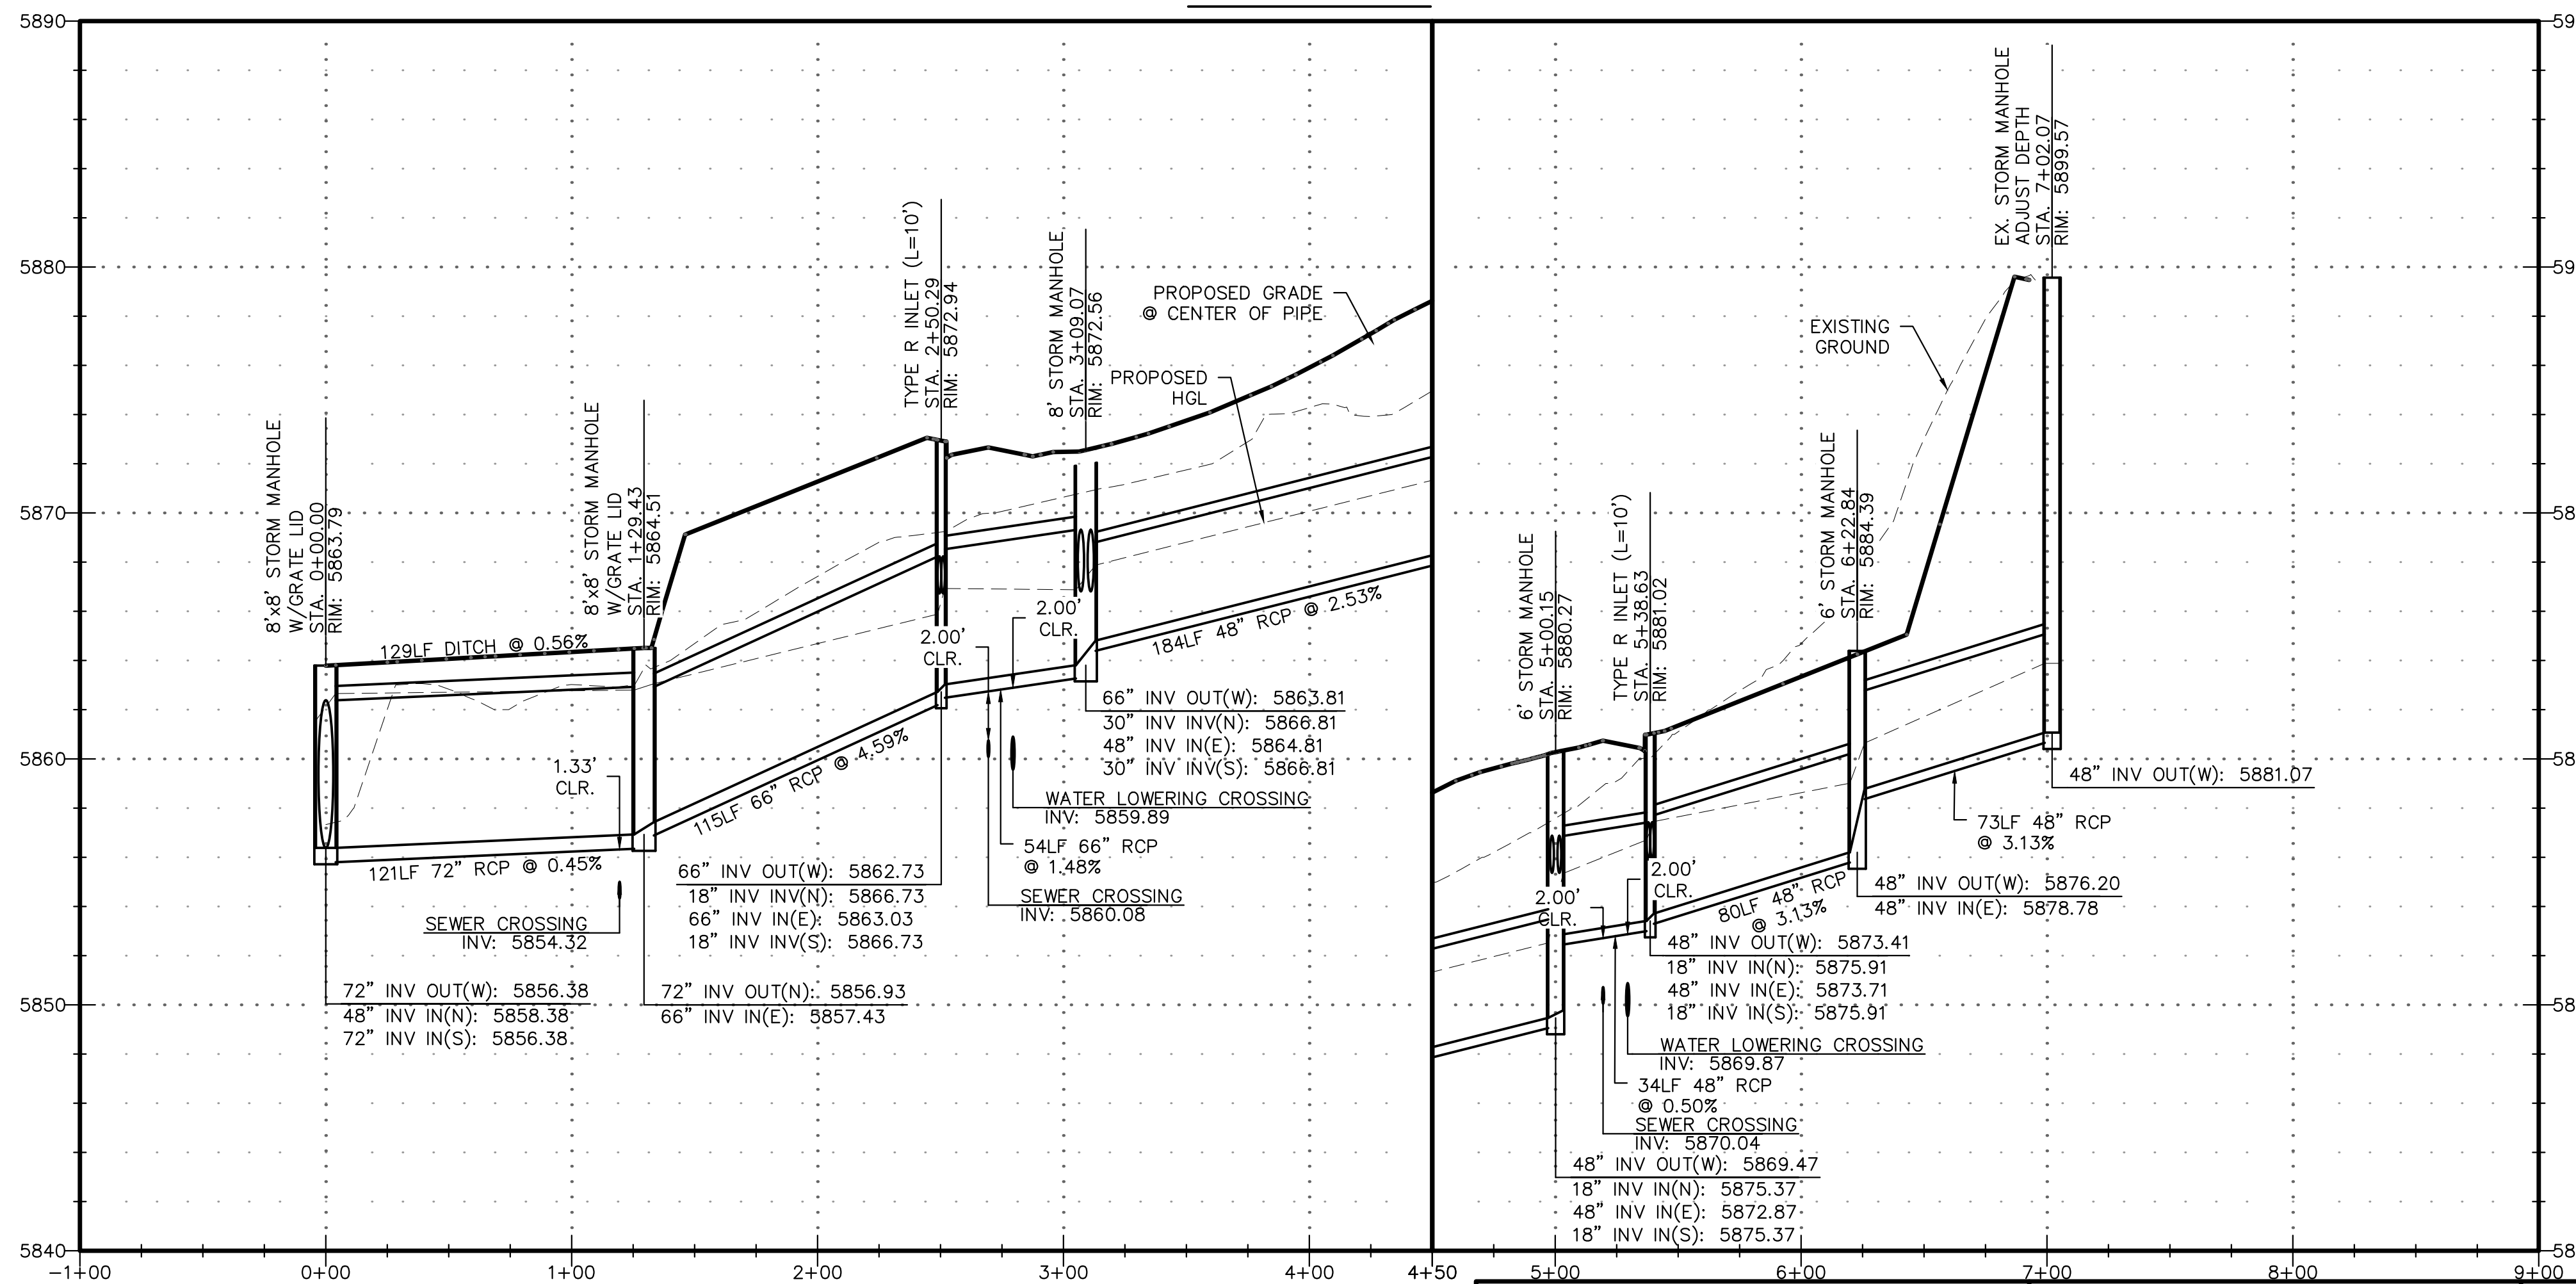 5890
5880
5870
5860
5850
5840
-1+00
0+00
1+00
2+00
3+00
4+00
4+50
5+00
6+00
7+00
8+00
9+00
8'x8' STORM MANHOLE
W/GRATE LID
STA. 0+00.00
RIM: 5863.79
129LF DITCH @ 0.56%
121LF 72" RCP @ 0.45%
72" INV OUT(W): 5856.38
48" INV IN(N): 5858.38
72" INV IN(S): 5856.38
1.33'
CLR.
SEWER CROSSING
INV: 5854.32
8'x8' STORM MANHOLE
W/GRATE LID
STA. 1+29.43
RIM: 5864.51
72" INV OUT(N): 5856.93
66" INV IN(E): 5857.43
115LF 66" RCP @ 4.59%
TYPE R INLET (L=10')
STA. 2+50.29
RIM: 5872.94
66" INV OUT(W): 5862.73
18" INV INV(N): 5866.73
66" INV IN(E): 5863.03
18" INV INV(S): 5866.73
2.00'
CLR.
2.00'
CLR.
8' STORM MANHOLE
STA. 3+09.07
RIM: 5872.56
66" INV OUT(W): 5863.81
30" INV INV(N): 5866.81
48" INV IN(E): 5864.81
30" INV INV(S): 5866.81
WATER LOWERING CROSSING
INV: 5859.89
54LF 66" RCP
@ 1.48%
SEWER CROSSING
INV: 5860.08
PROPOSED GRADE
@ CENTER OF PIPE
PROPOSED
HGL
184LF 48" RCP @ 2.53%
6' STORM MANHOLE
STA. 5+00.15
RIM: 5880.27
TYPE R INLET (L=10')
STA. 5+38.63
RIM: 5881.02
2.00'
CLR.
2.00'
CLR.
80LF 48" RCP
@ 3.13%
48" INV OUT(W): 5873.41
18" INV IN(N): 5875.91
48" INV IN(E): 5873.71
18" INV IN(S): 5875.91
WATER LOWERING CROSSING
INV: 5869.87
34LF 48" RCP
@ 0.50%
SEWER CROSSING
INV: 5870.04
48" INV OUT(W): 5869.47
18" INV IN(N): 5875.37
48" INV IN(E): 5872.87
18" INV IN(S): 5875.37
6' STORM MANHOLE
STA. 6+22.84
RIM: 5884.39
48" INV OUT(W): 5876.20
48" INV IN(E): 5878.78
EXISTING
GROUND
EX. STORM MANHOLE
ADJUST DEPTH
STA. 7+02.07
RIM: 5899.57
48" INV OUT(W): 5881.07
73LF 48" RCP
@ 3.13%